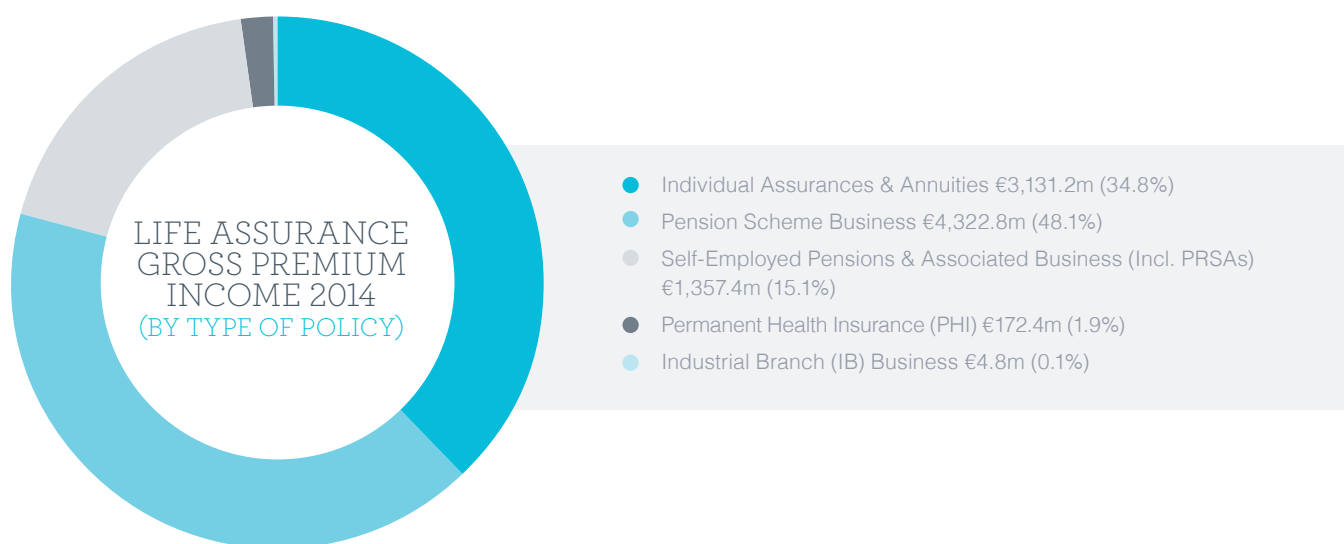 LIFE ASSURANCE
GROSS PREMIUM
INCOME 2014
(BY TYPE OF POLICY)
Individual Assurances & Annuities €3,131.2m (34.8%)
Pension Scheme Business €4,322.8m (48.1%)
Self-Employed Pensions & Associated Business (Incl. PRSAs)
€1,357.4m (15.1%)
Permanent Health Insurance (PHI) €172.4m (1.9%)
Industrial Branch (IB) Business €4.8m (0.1%)